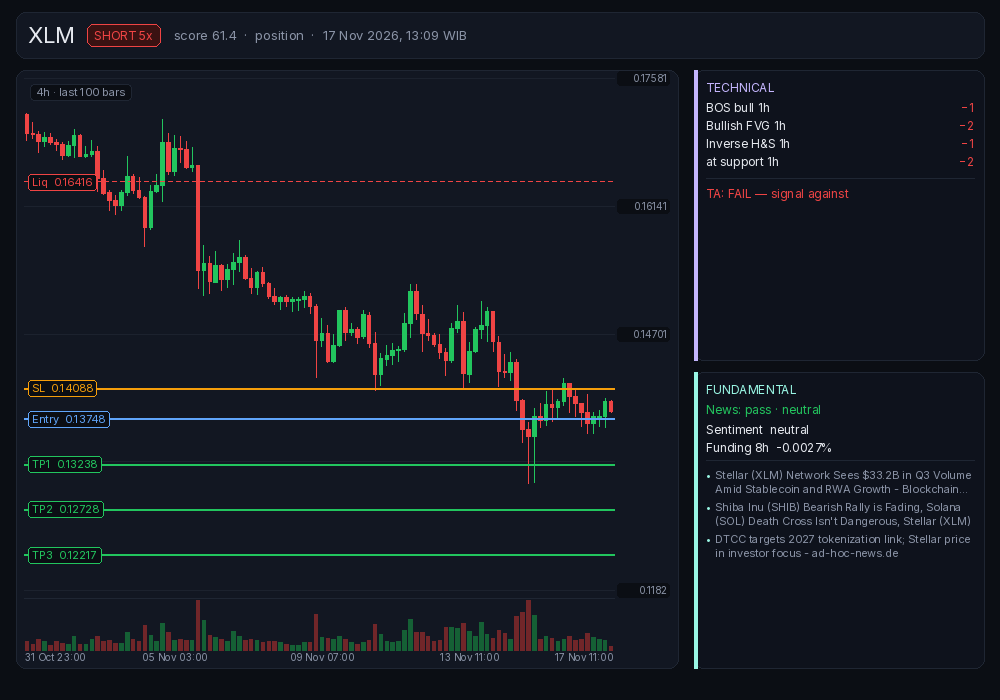 XLM SHORT 5x score 61.4 · position · 17 Nov 2026, 13:09 WIB
4h · last 100 bars
0.17581
Liq 0.16416
0.16141
0.14701
SL 0.14088
Entry 0.13748
TP1 0.13238
TP2 0.12728
TP3 0.12217
0.1182
31 Oct 23:00 05 Nov 03:00 09 Nov 07:00 13 Nov 11:00 17 Nov 11:00
TECHNICAL
BOS bull 1h −1
Bullish FVG 1h −2
Inverse H&S 1h −1
at support 1h −2
TA: FAIL — signal against
FUNDAMENTAL
News: pass · neutral
Sentiment neutral
Funding 8h -0.0027%
• Stellar (XLM) Network Sees $33.2B in Q3 Volume
Amid Stablecoin and RWA Growth - Blockchain…
• Shiba Inu (SHIB) Bearish Rally is Fading, Solana
(SOL) Death Cross Isn't Dangerous, Stellar (XLM)
• DTCC targets 2027 tokenization link; Stellar price
in investor focus - ad-hoc-news.de